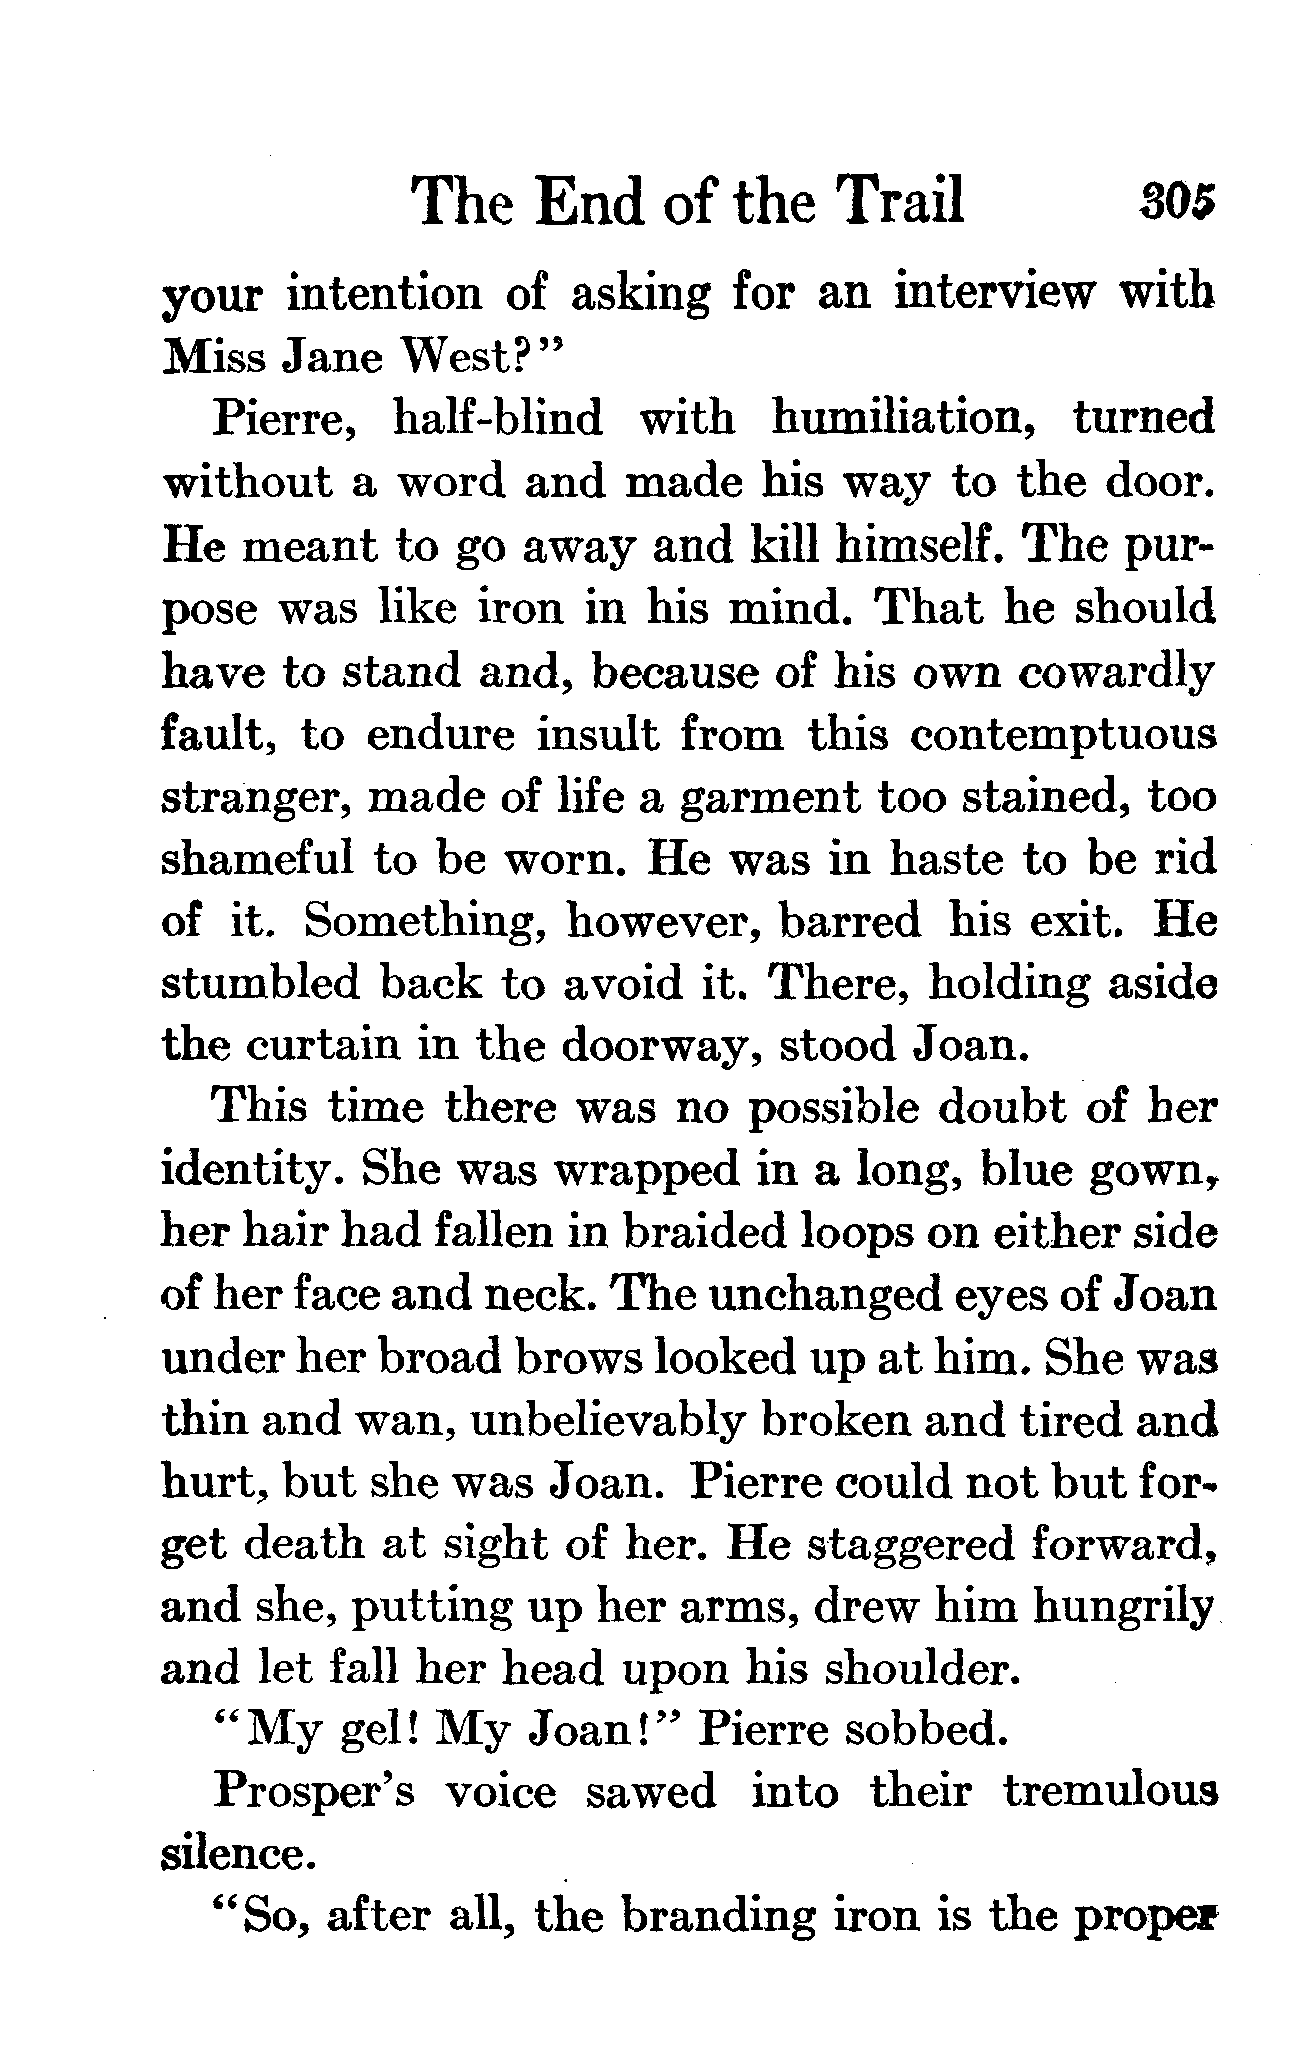 The End of the Trail 305
your intention of asking for an interview with
Miss Jane West?"
Pierre, half-blind with humiliation, turned
without a word and made his way to the door.
He meant to go away and kill himself. The pur-
pose was like iron in his mind. That he should
have to stand and, because of his own cowardly
fault, to endure insult from this contemptuous
stranger, made of life a garment too stained, too
shameful to be worn. He was in haste to be rid
of it. Something, however, barred his exit. He
stumbled back to avoid it. There, holding aside
the curtain in the doorway, stood Joan.
This time there was no possible doubt of her
identity. She was wrapped in a long, blue gown,
her hair had fallen in braided loops on either side
of her face and neck. The unchanged eyes of Joan
under her broad brows looked up at him. She was
thin and wan, unbelievably broken and tired and
hurt, but she was Joan. Pierre could not but for-
get death at sight of her. He staggered forward,
and she, putting up her arms, drew him hungrily
and let fall her head upon his shoulder.
"My gel! My Joan!" Pierre sobbed.
Prosper's voice sawed into their tremulous
silence.
"So, after all, the branding iron is the proper